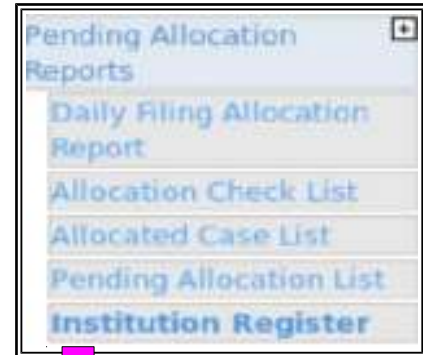 Pending Allocation
Reports
Daily Filing Allocation
Report
Allocation Check List
Allocated Case List
Pending Allocation List
Institution Register